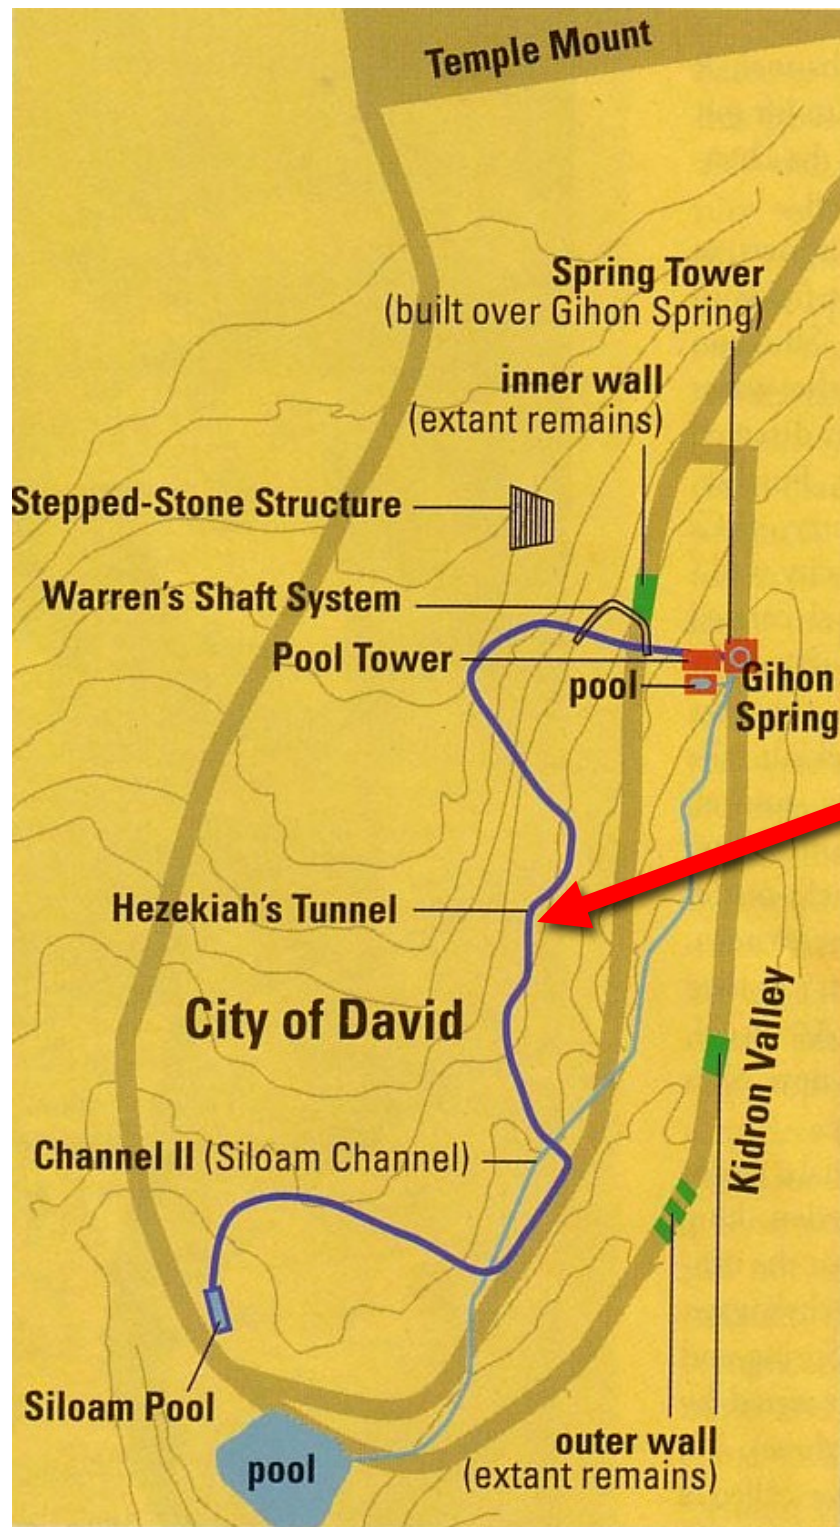 Temple Mount
Spring Tower
(built over Gihon Spring)
inner wall
(extant remains)
Stepped-Stone Structure
Warren's Shaft System
Pool Tower
pool
Gihon
Spring
Hezekiah's Tunnel
City of David
Kidron Valley
Channel II (Siloam Channel)
Siloam Pool
pool
outer wall
(extant remains)